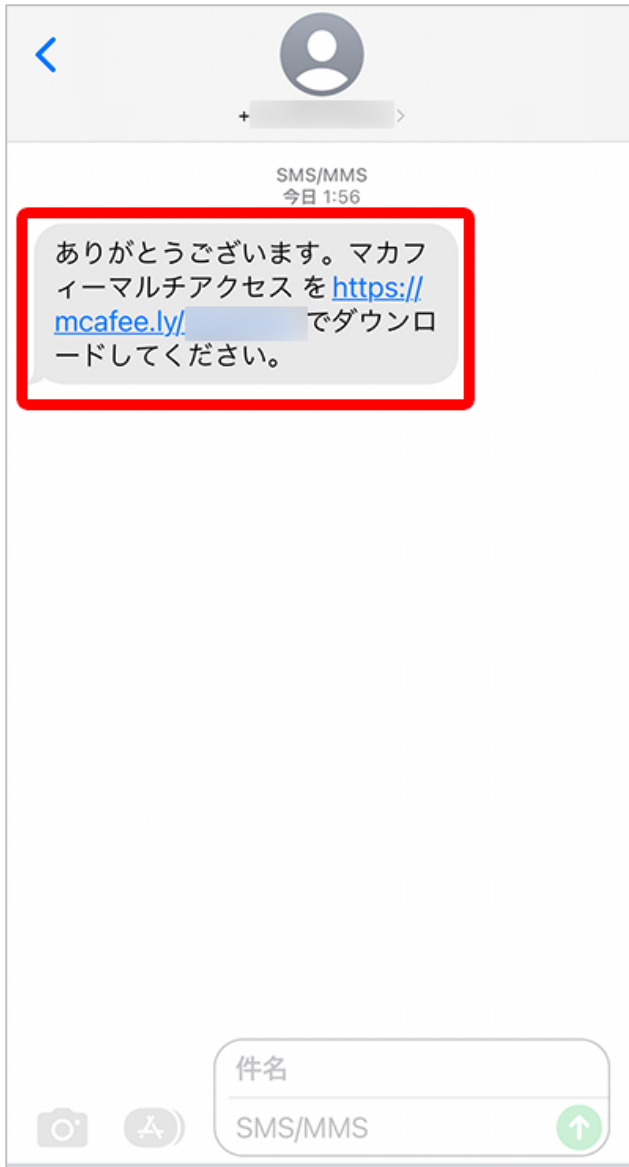 +
SMS/MMS
今日 1:56
ありがとうございます。マカフ
ィーマルチアクセス を https://
mcafee.ly/ でダウンロ
ードしてください。
件名
SMS/MMS